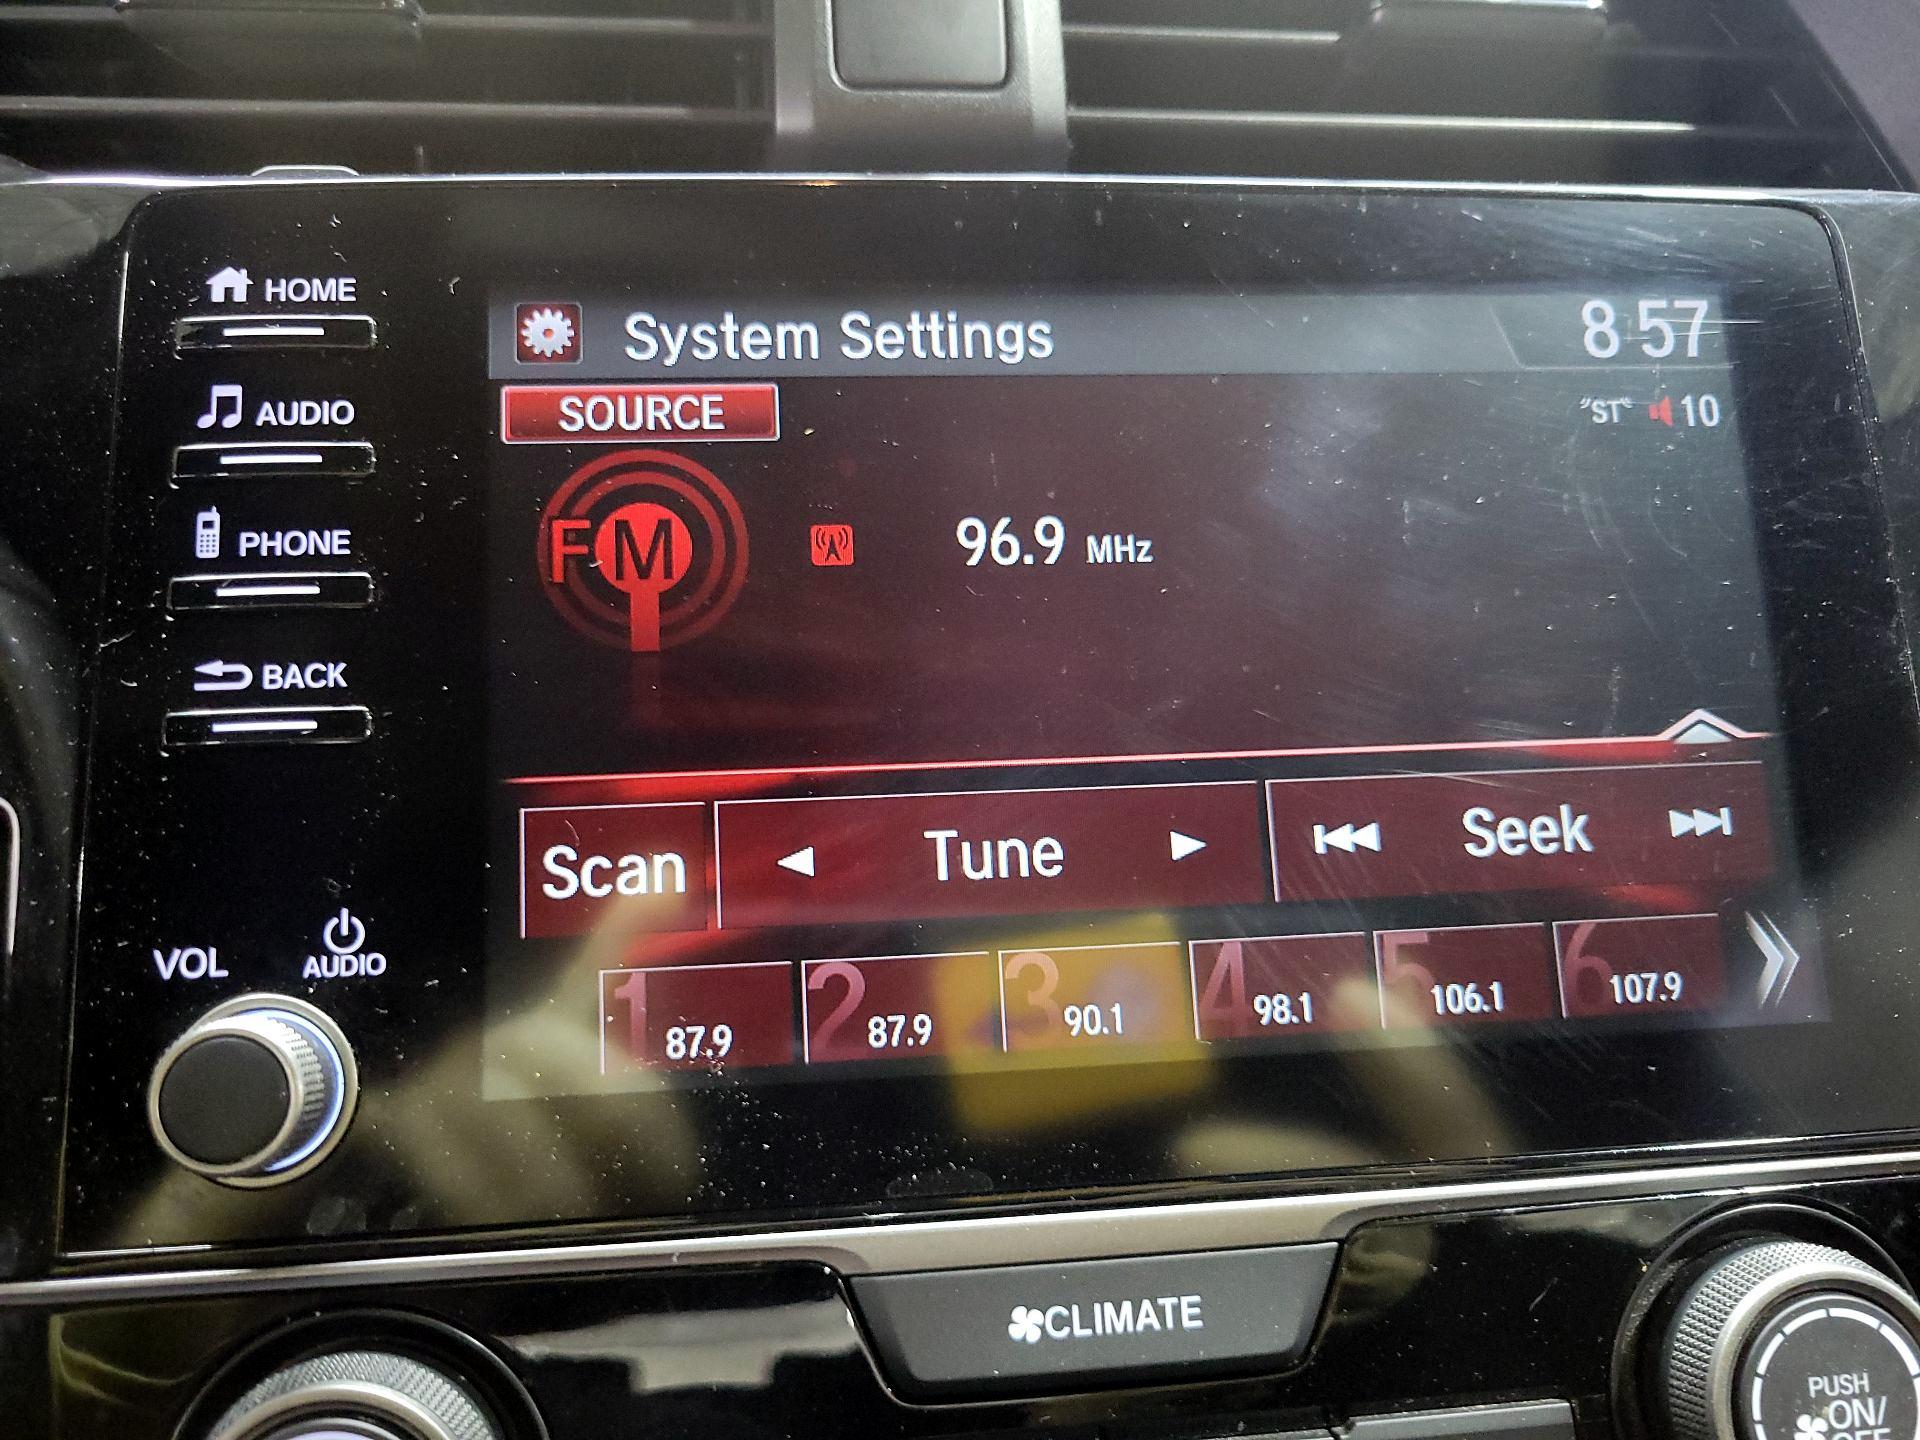 HOME
AUDIO
PHONE
BACK
VOL
AUDIO
System Settings
8:57
SOURCE
"ST" 10
FM
96.9 MHz
Scan
Tune
Seek
1 87.9
2 87.9
3 90.1
4 98.1
5 106.1
6 107.9
CLIMATE
PUSH
ON/
OFF